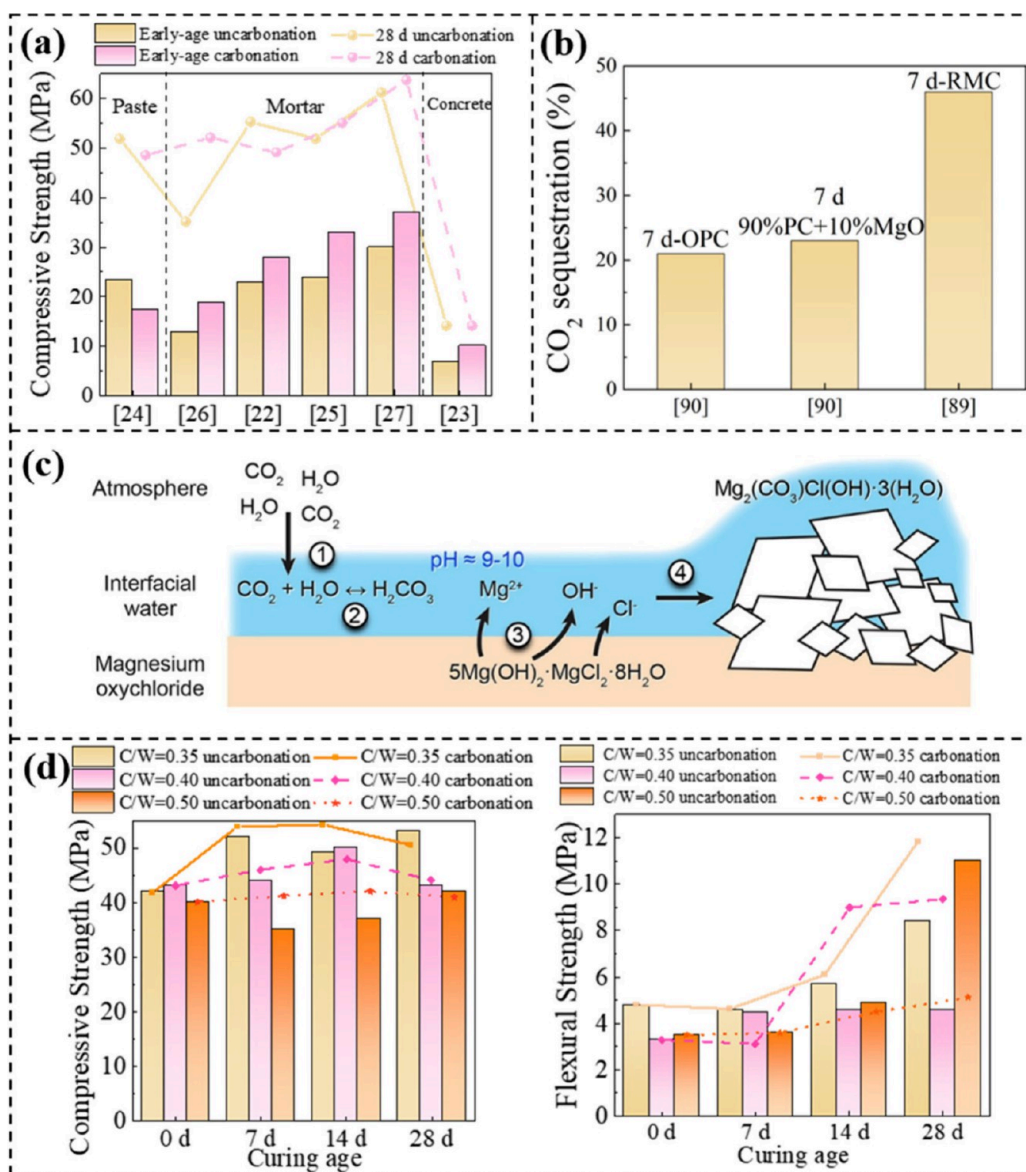 (a)
Early-age uncarbonation 28 d uncarbonation
Early-age carbonation 28 d carbonation
Compressive Strength (MPa)
60
50
40
30
20
10
0
Paste Mortar Concrete
[24] [26] [22] [25] [27] [23]
(b)
CO₂ sequestration (%)
50
40
30
20
10
0
7 d-OPC
7 d
90%PC+10%MgO
7 d-RMC
[90] [90] [89]
(c)
Atmosphere
CO₂ H₂O
H₂O CO₂
1
Interfacial
water
pH ≈ 9-10
CO₂ + H₂O ↔ H₂CO₃
2
Mg²⁺ OH⁻ Cl⁻
3
4
Mg₂(CO₃)Cl(OH)·3(H₂O)
Magnesium
oxychloride
5Mg(OH)₂·MgCl₂·8H₂O
(d)
C/W=0.35 uncarbonation C/W=0.35 carbonation
C/W=0.40 uncarbonation C/W=0.40 carbonation
C/W=0.50 uncarbonation C/W=0.50 carbonation
Compressive Strength (MPa)
50
40
30
20
10
0
0 d 7 d 14 d 28 d
Curing age
C/W=0.35 uncarbonation C/W=0.35 carbonation
C/W=0.40 uncarbonation C/W=0.40 carbonation
C/W=0.50 uncarbonation C/W=0.50 carbonation
Flexural Strength (MPa)
12
10
8
6
4
2
0
0 d 7 d 14 d 28 d
Curing age